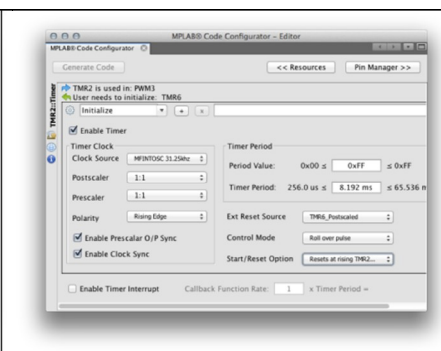 MPLAB® Code Configurator – Editor
MPLAB® Code Configurator
Generate Code
<< Resources
Pin Manager >>
TMR2::Timer
TMR2 is used in: PWM3
User needs to initialize: TMR6
Initialize
+
x
Enable Timer
Timer Clock
Clock Source MFINTOSC 31.25khz
Postscaler 1:1
Prescaler 1:1
Polarity Rising Edge
Enable Prescalar O/P Sync
Enable Clock Sync
Timer Period
Period Value: 0x00 ≤ 0xFF ≤ 0xFF
Timer Period: 256.0 us ≤ 8.192 ms ≤ 65.536 m
Ext Reset Source TMR6_Postscaled
Control Mode Roll over pulse
Start/Reset Option Resets at rising TMR2...
Enable Timer Interrupt
Callback Function Rate: 1 x Timer Period =